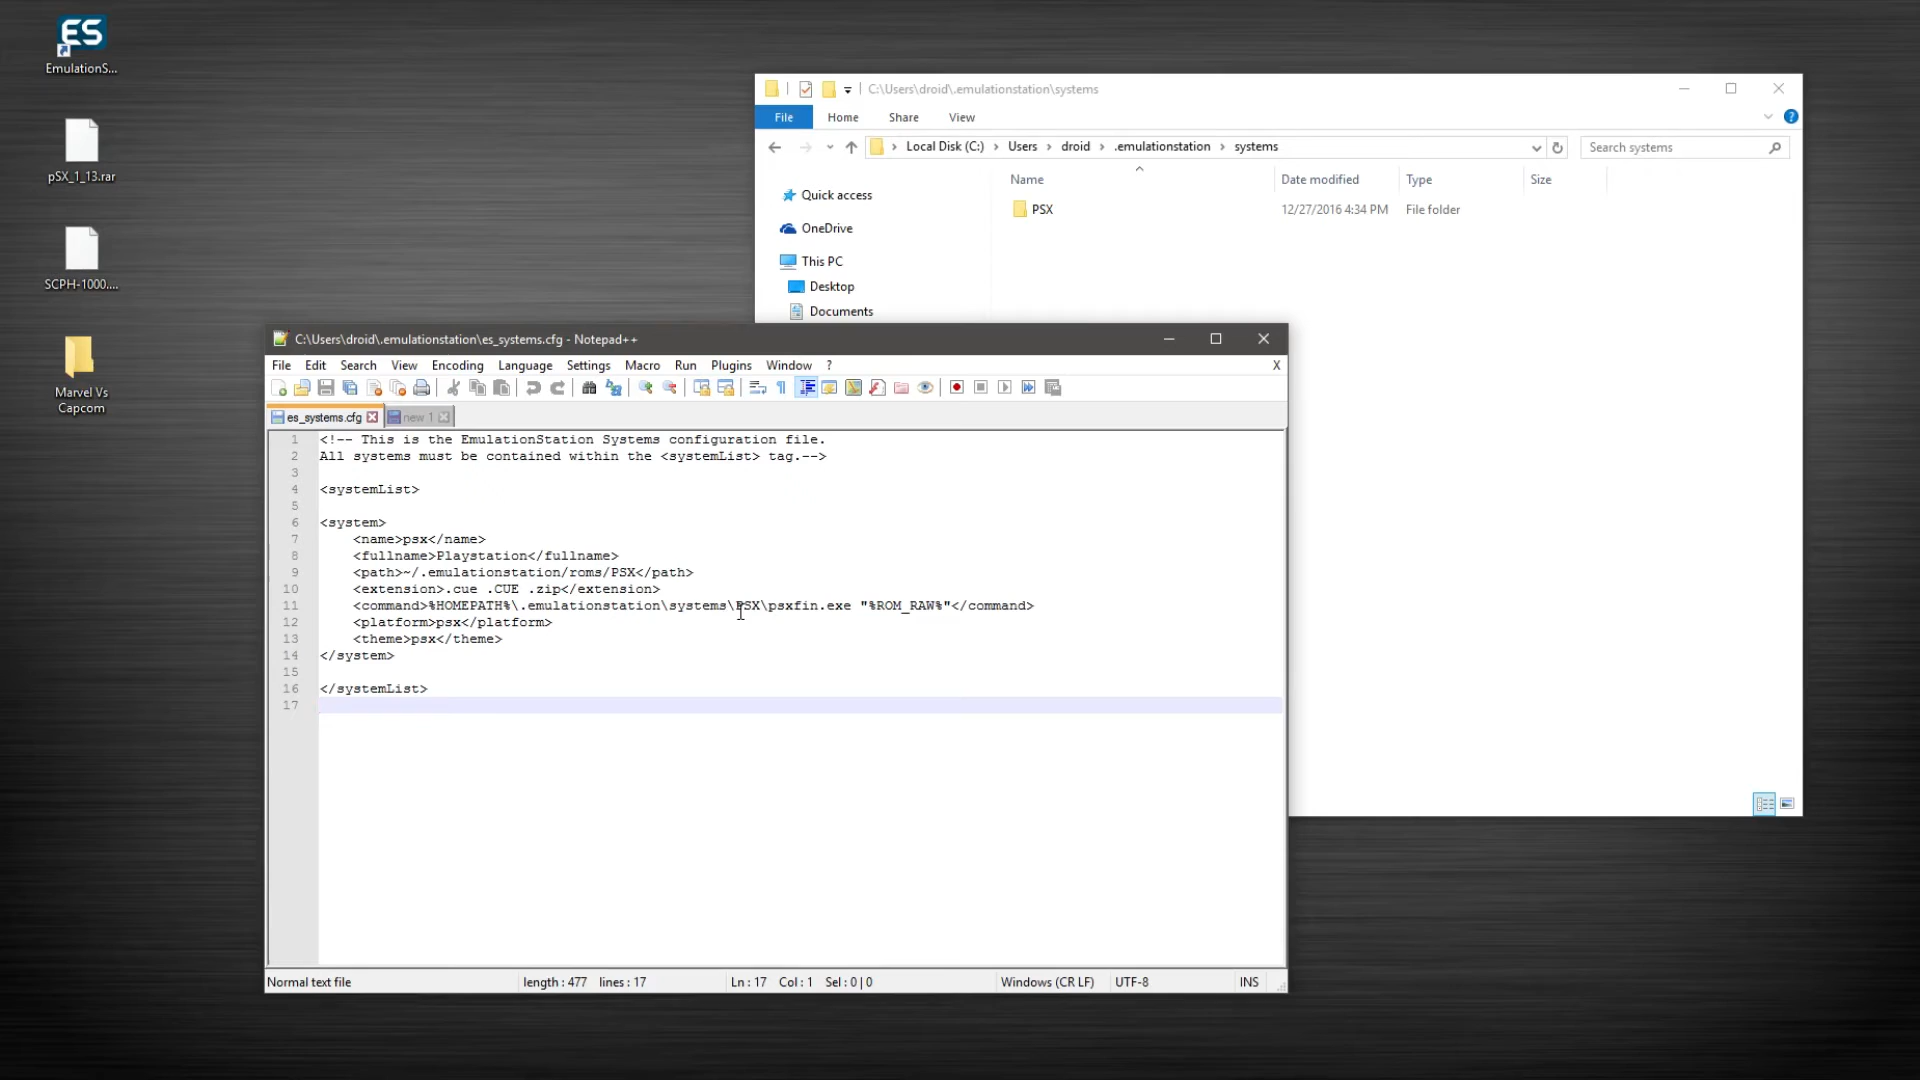 ES
EmulationS...
pSX_1_13.rar
SCPH-1000....
Marvel Vs
Capcom
C:\Users\droid\.emulationstation\systems
File Home Share View
Local Disk (C:) Users droid .emulationstation systems
Search systems
Name Date modified Type Size
PSX 12/27/2016 4:34 PM File folder
Quick access
OneDrive
This PC
Desktop
Documents
C:\Users\droid\.emulationstation\es_systems.cfg - Notepad++
File Edit Search View Encoding Language Settings Macro Run Plugins Window ? X
es_systems.cfg new 1
1 <!-- This is the EmulationStation Systems configuration file.
2 All systems must be contained within the <systemList> tag.-->
3
4 <systemList>
5
6 <system>
7 <name>psx</name>
8 <fullname>Playstation</fullname>
9 <path>~/.emulationstation/roms/PSX</path>
10 <extension>.cue .CUE .zip</extension>
11 <command>%HOMEPATH%\.emulationstation\systems\PSX\psxfin.exe "%ROM_RAW%"</command>
12 <platform>psx</platform>
13 <theme>psx</theme>
14 </system>
15
16 </systemList>
17
Normal text file length : 477 lines : 17 Ln : 17 Col : 1 Sel : 0 | 0 Windows (CR LF) UTF-8 INS